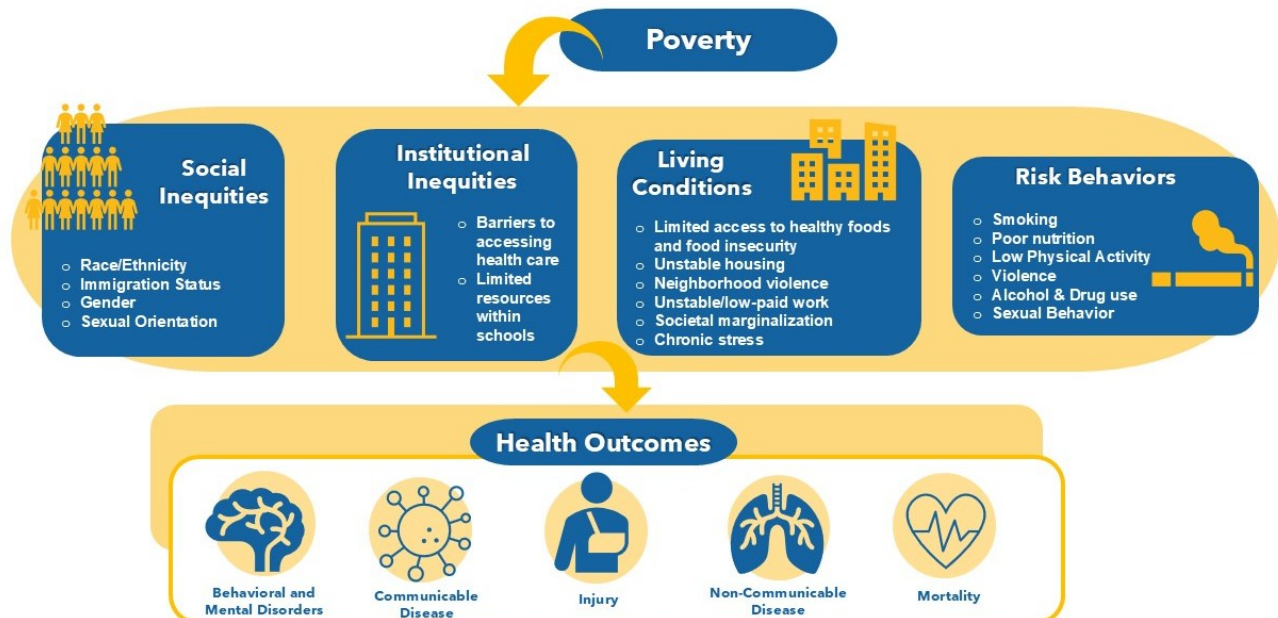 Poverty
Social
Inequities
○ Race/Ethnicity
○ Immigration Status
○ Gender
○ Sexual Orientation
Institutional
Inequities
○ Barriers to
accessing
health care
○ Limited
resources
within
schools
Living
Conditions
○ Limited access to healthy foods
and food insecurity
○ Unstable housing
○ Neighborhood violence
○ Unstable/low-paid work
○ Societal marginalization
○ Chronic stress
Risk Behaviors
○ Smoking
○ Poor nutrition
○ Low Physical Activity
○ Violence
○ Alcohol & Drug use
○ Sexual Behavior
Health Outcomes
Behavioral and
Mental Disorders
Communicable
Disease
Injury
Non-Communicable
Disease
Mortality